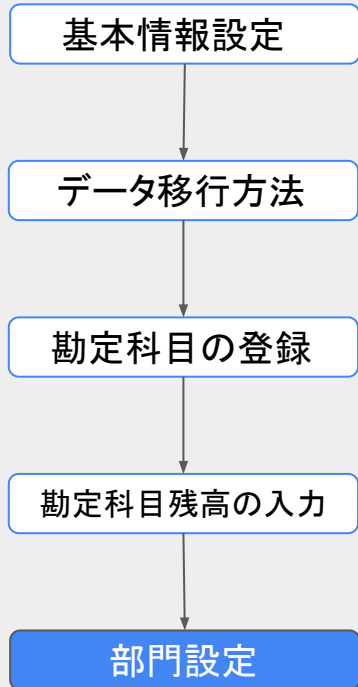 基本情報設定
データ移行方法
勘定科目の登録
勘定科目残高の入力
部門設定